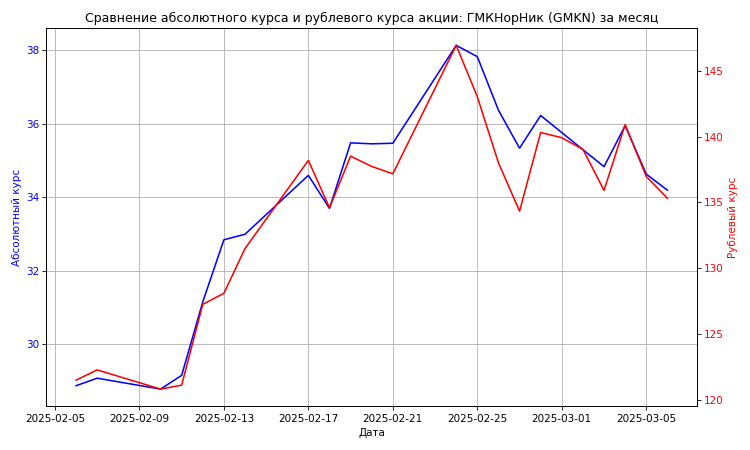 Сравнение абсолютного курса и рублевого курса акции: ГМКНорНик (GMKN) за месяц
38
36
34
32
30
Абсолютный курс
145
140
135
130
125
120
Рублевый курс
2025-02-05 2025-02-09 2025-02-13 2025-02-17 2025-02-21 2025-02-25 2025-03-01 2025-03-05
Дата